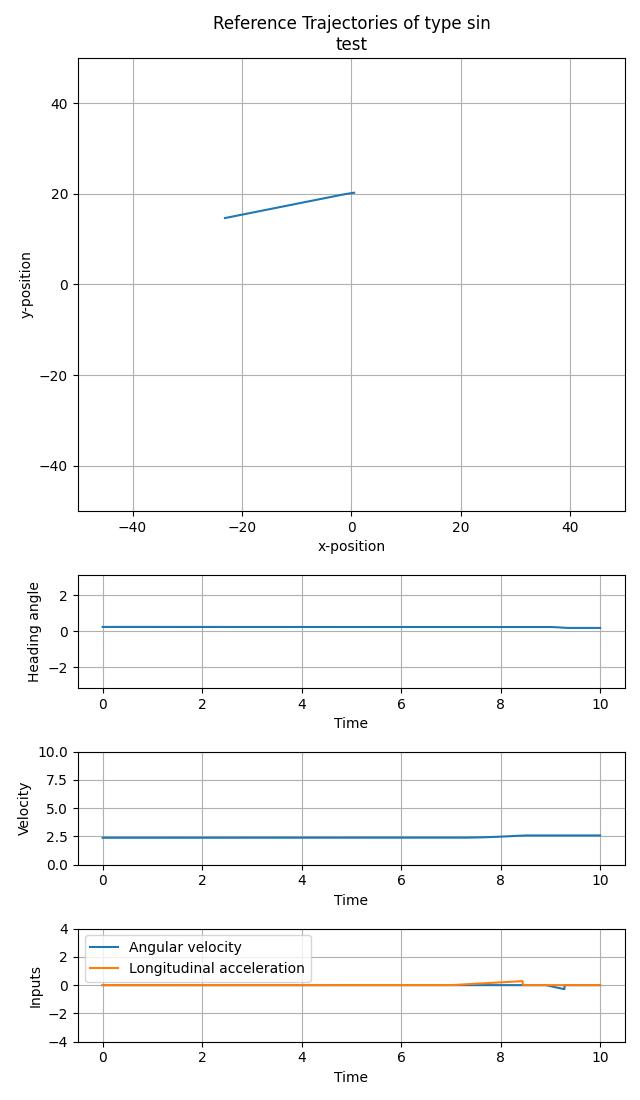 Reference Trajectories of type sin
test
40
20
0
−20
−40
y-position
−40 −20 0 20 40
x-position
2
0
−2
Heading angle
0 2 4 6 8 10
Time
10.0
7.5
5.0
2.5
0.0
Velocity
0 2 4 6 8 10
Time
4
2
0
−2
−4
Inputs
Angular velocity
Longitudinal acceleration
0 2 4 6 8 10
Time